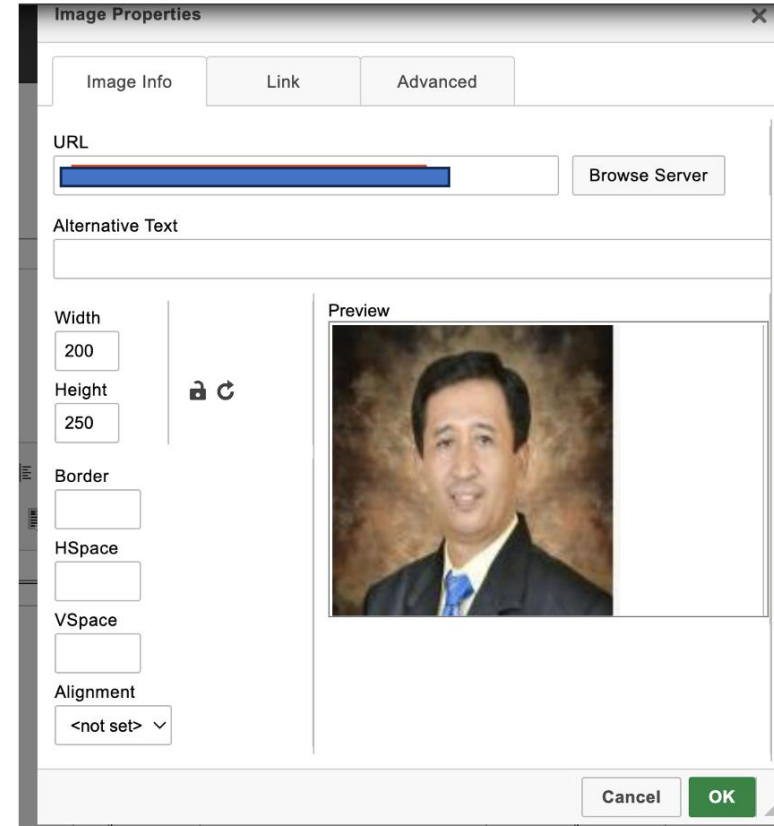 Image Properties
Image Info
Link
Advanced
URL
Browse Server
Alternative Text
Width
200
Height
250
Border
HSpace
VSpace
Alignment
<not set>
Preview
Cancel
OK